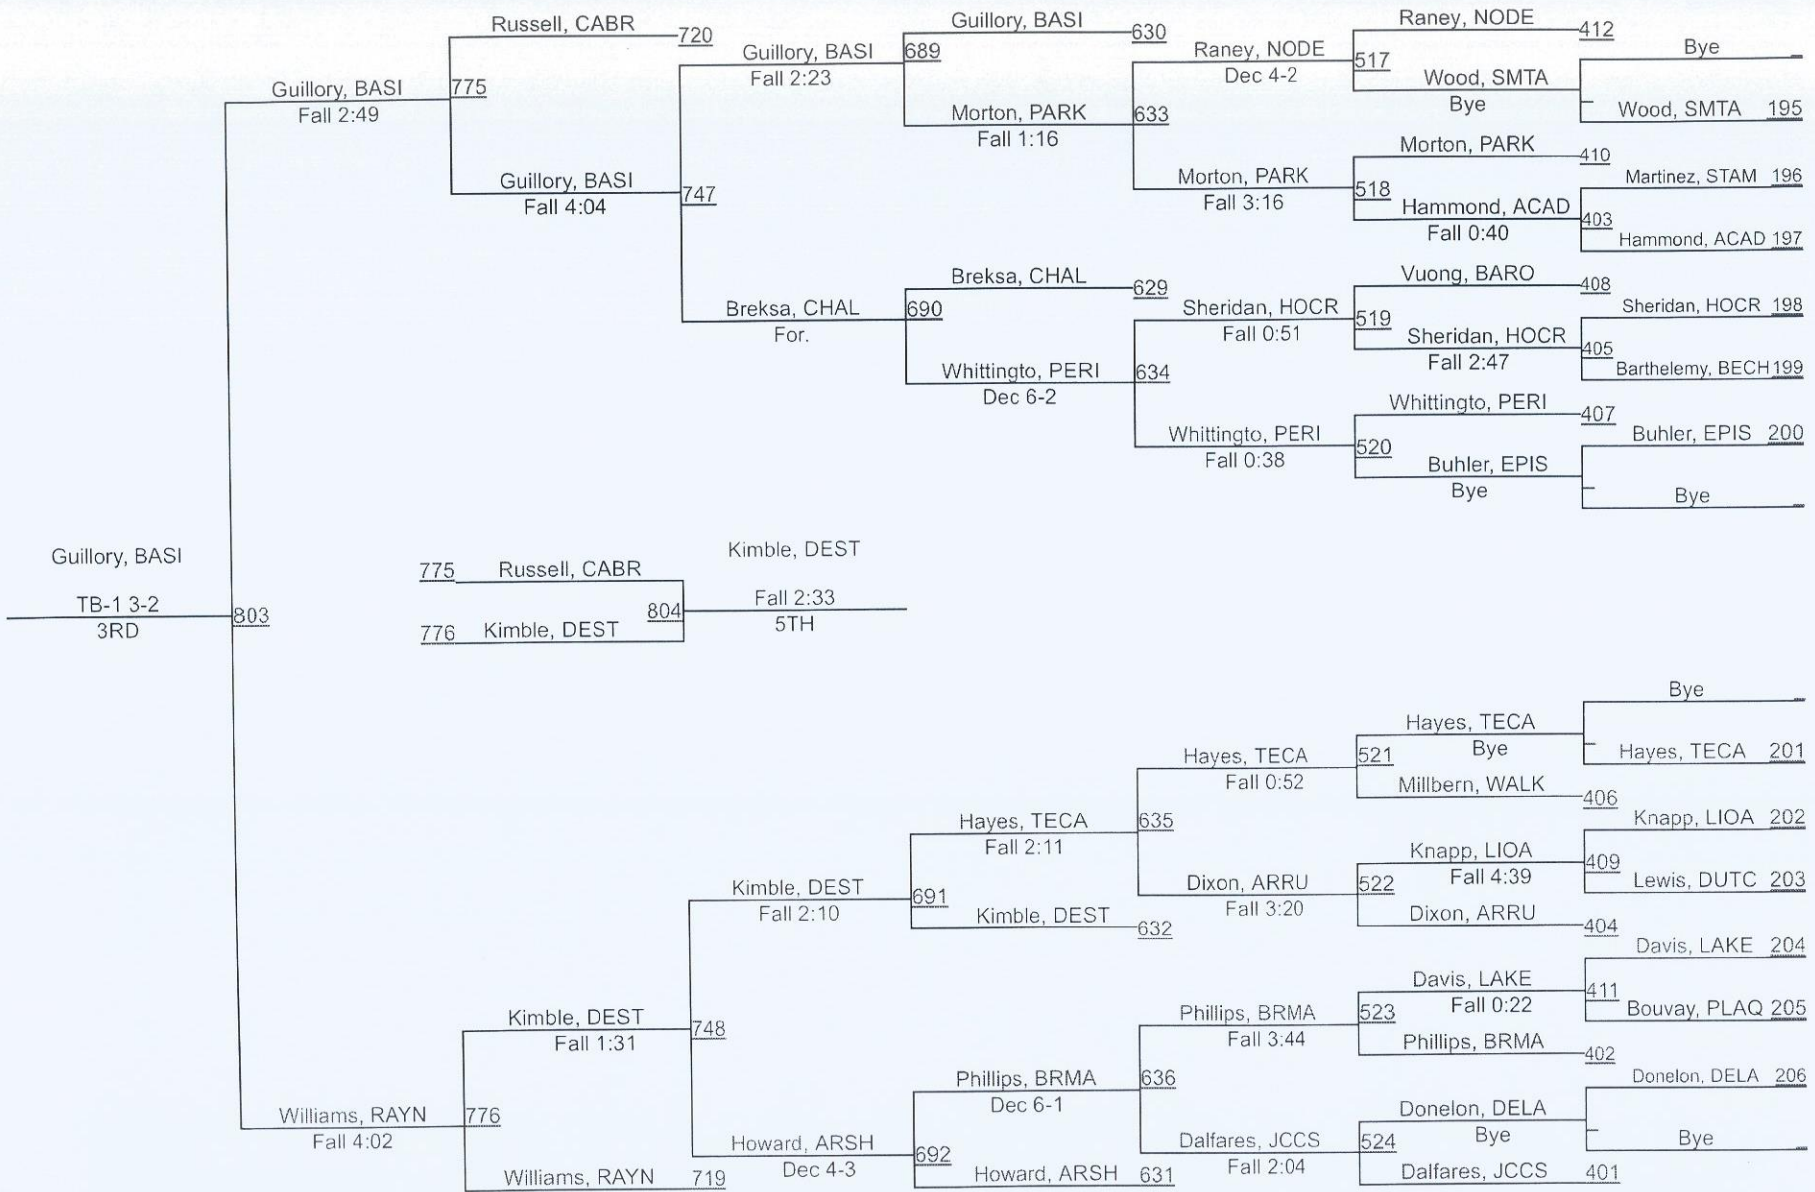 Russell, CABR 720
Guillory, BASI 630
Raney, NODE 412
Bye
Guillory, BASI 689
Fall 2:23
Raney, NODE 517
Dec 4-2
Wood, SMTA
Bye
Wood, SMTA 195
Guillory, BASI 775
Fall 2:49
Morton, PARK 633
Fall 1:16
Morton, PARK 410
Martinez, STAM 196
Guillory, BASI 747
Fall 4:04
Morton, PARK 518
Fall 3:16
Hammond, ACAD 403
Fall 0:40
Hammond, ACAD 197
Breksa, CHAL 629
Vuong, BARO 408
Sheridan, HOCR 198
Breksa, CHAL 690
For.
Sheridan, HOCR 519
Fall 0:51
Sheridan, HOCR 405
Fall 2:47
Barthelemy, BECH 199
Whittingto, PERI 634
Dec 6-2
Whittingto, PERI 407
Buhler, EPIS 200
Whittingto, PERI 520
Fall 0:38
Buhler, EPIS
Bye
Bye
Guillory, BASI
TB-1 3-2 803
3RD
775 Russell, CABR
Kimble, DEST
804 Fall 2:33
5TH
776 Kimble, DEST
Bye
Hayes, TECA
Bye
Hayes, TECA 201
Hayes, TECA 521
Fall 0:52
Millbern, WALK 406
Hayes, TECA 635
Fall 2:11
Knapp, LIOA 202
Knapp, LIOA 409
Fall 4:39
Lewis, DUTC 203
Kimble, DEST 691
Fall 2:10
Dixon, ARRU 522
Fall 3:20
Kimble, DEST 632
Dixon, ARRU 404
Davis, LAKE 204
Davis, LAKE 411
Fall 0:22
Bouvay, PLAQ 205
Kimble, DEST 748
Fall 1:31
Phillips, BRMA 523
Fall 3:44
Phillips, BRMA 402
Phillips, BRMA 636
Dec 6-1
Donelon, DELA 206
Williams, RAYN 776
Fall 4:02
Donelon, DELA
Bye
Bye
Howard, ARSH 692
Dec 4-3
Dalfares, JCCS 524
Fall 2:04
Williams, RAYN 719
Howard, ARSH 631
Dalfares, JCCS 401